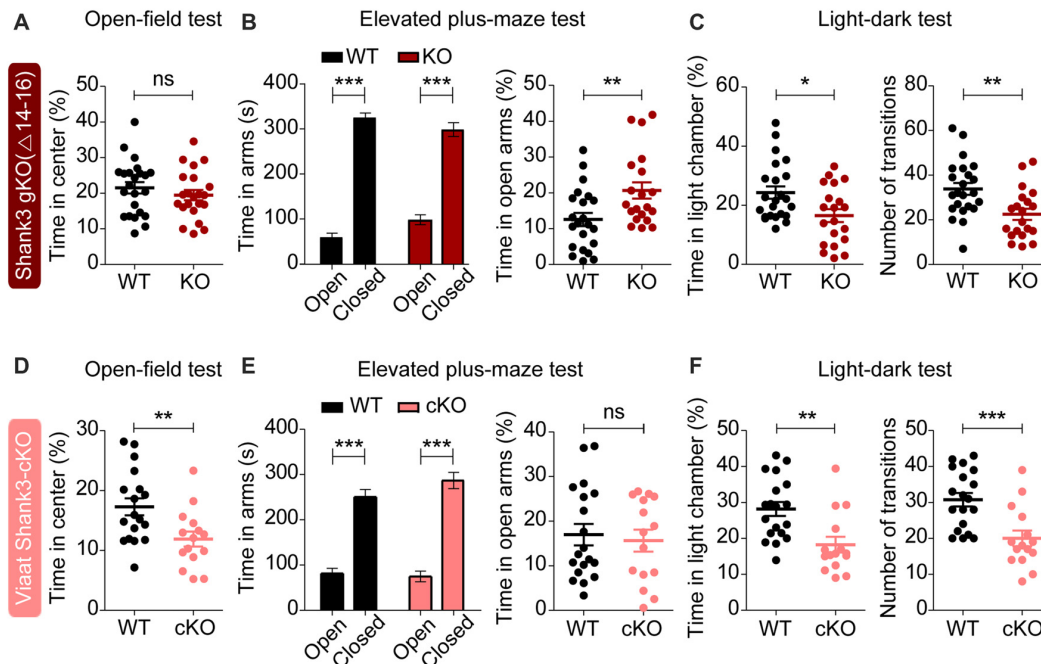 A
Open-field test
Shank3 gKO(△14-16)
Time in center (%)
50
40
30
20
10
0
ns
WT
KO
B
Elevated plus-maze test
WT
KO
Time in arms (s)
400
300
200
100
0
***
***
Open
Closed
Open
Closed
Time in open arms (%)
50
40
30
20
10
0
**
WT
KO
C
Light-dark test
Time in light chamber (%)
60
40
20
0
*
WT
KO
Number of transitions
80
60
40
20
0
**
WT
KO
D
Open-field test
Viaat Shank3-cKO
Time in center (%)
30
20
10
0
**
WT
cKO
E
Elevated plus-maze test
WT
cKO
Time in arms (s)
400
300
200
100
0
***
***
Open
Closed
Open
Closed
Time in open arms (%)
40
30
20
10
0
ns
WT
cKO
F
Light-dark test
Time in light chamber (%)
50
40
30
20
10
0
**
WT
cKO
Number of transitions
50
40
30
20
10
0
***
WT
cKO